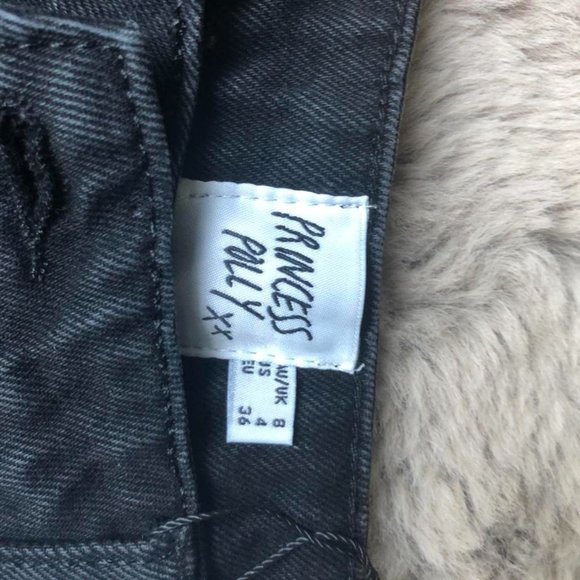 PRINCESS
POLLY xx
AU/UK 8
US 4
EU 36